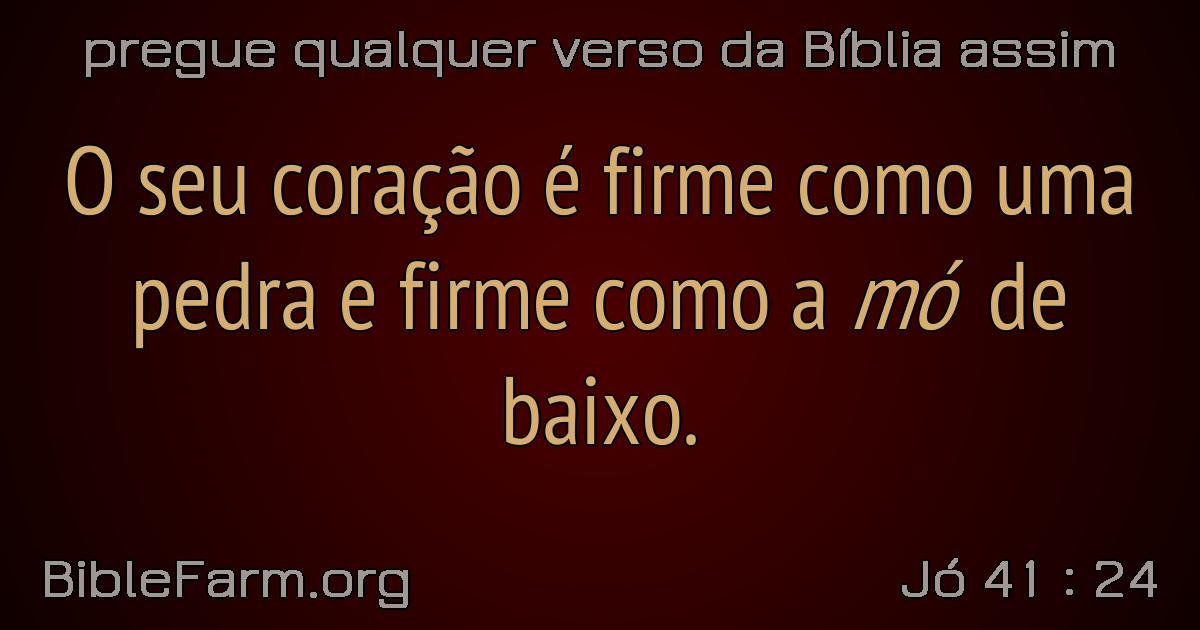 pregue qualquer verso da Bíblia assim
O seu coração é firme como uma
pedra e firme como a mó de
baixo.
BibleFarm.org
Jó 41 : 24